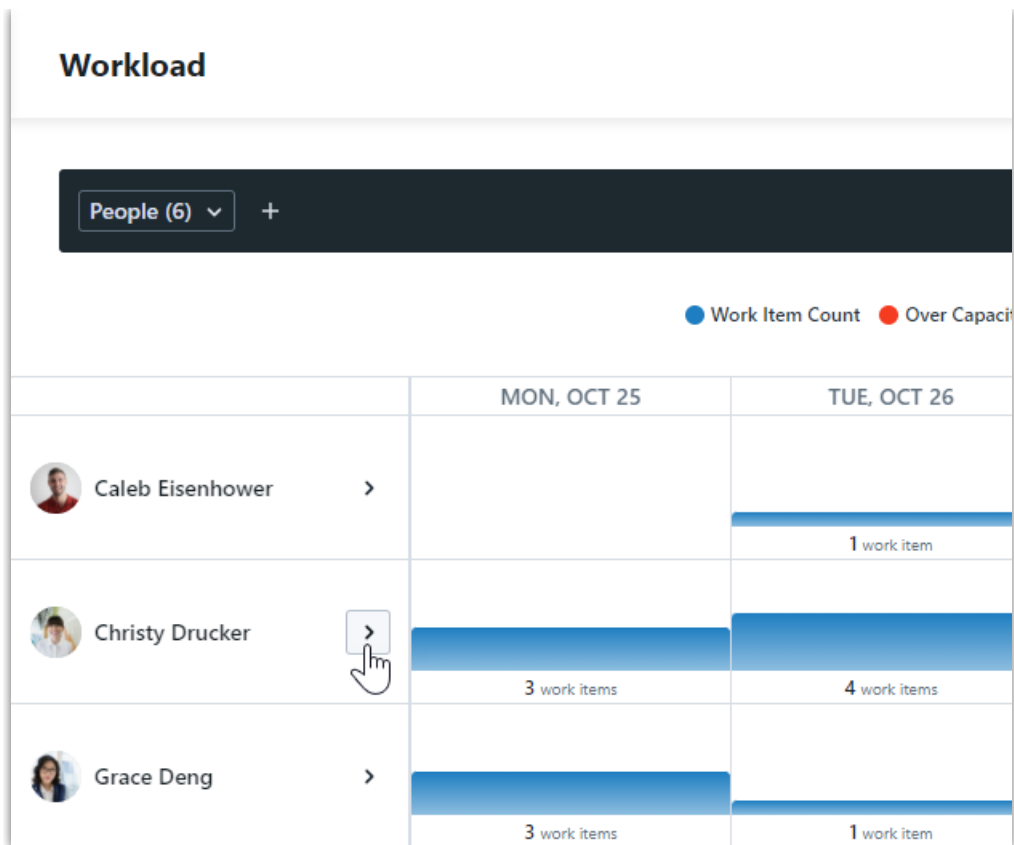 Workload
People (6)
Work Item Count Over Capacit
MON, OCT 25 TUE, OCT 26
Caleb Eisenhower
1 work item
Christy Drucker
3 work items 4 work items
Grace Deng
3 work items 1 work item